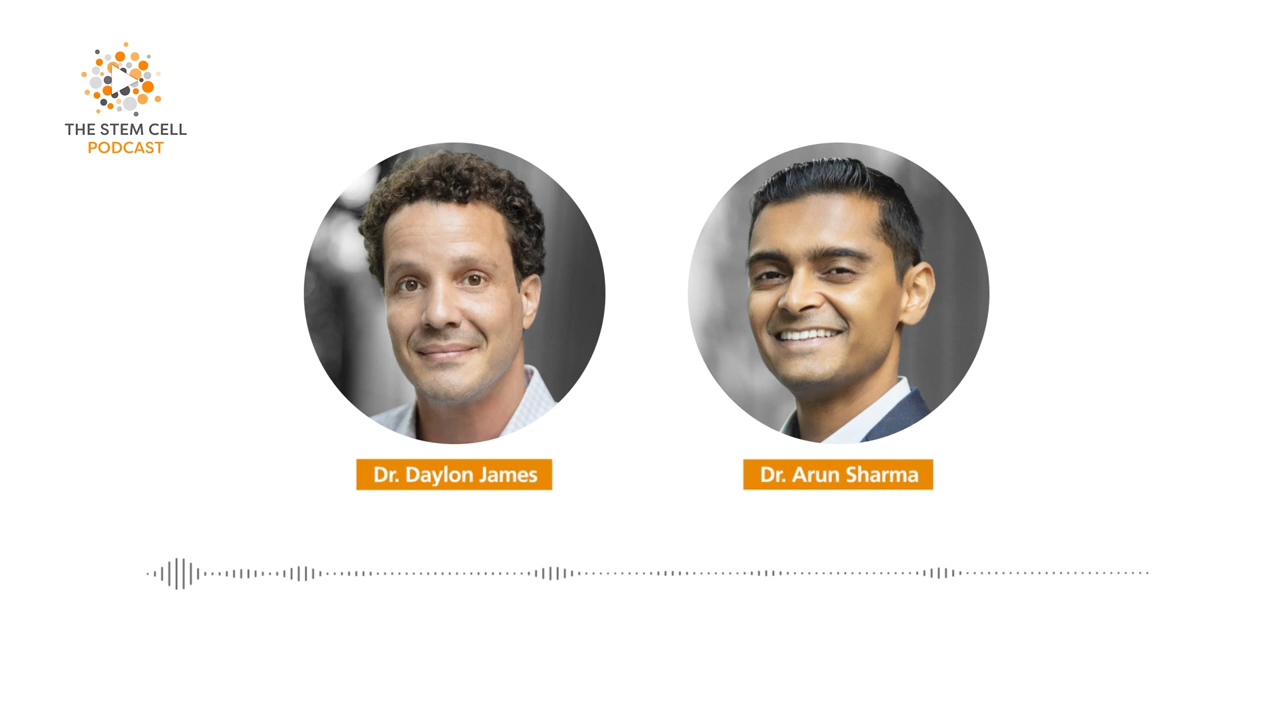 THE STEM CELL
PODCAST
Dr. Daylon James
Dr. Arun Sharma